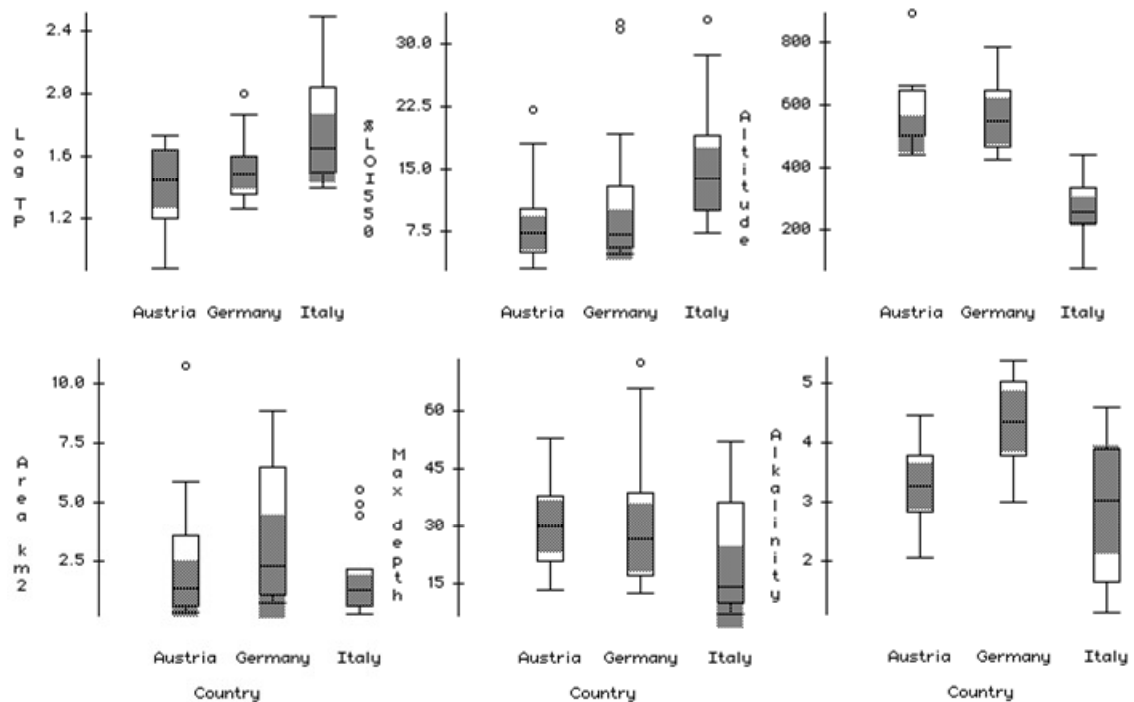 Log TP
2.4
2.0
1.6
1.2
Austria Germany Italy
%LOI550
30.0
22.5
15.0
7.5
Austria Germany Italy
Altitude
800
600
400
200
Austria Germany Italy
Area km2
10.0
7.5
5.0
2.5
Austria Germany Italy
Country
Max depth
60
45
30
15
Austria Germany Italy
Country
Alkalinity
5
4
3
2
Austria Germany Italy
Country